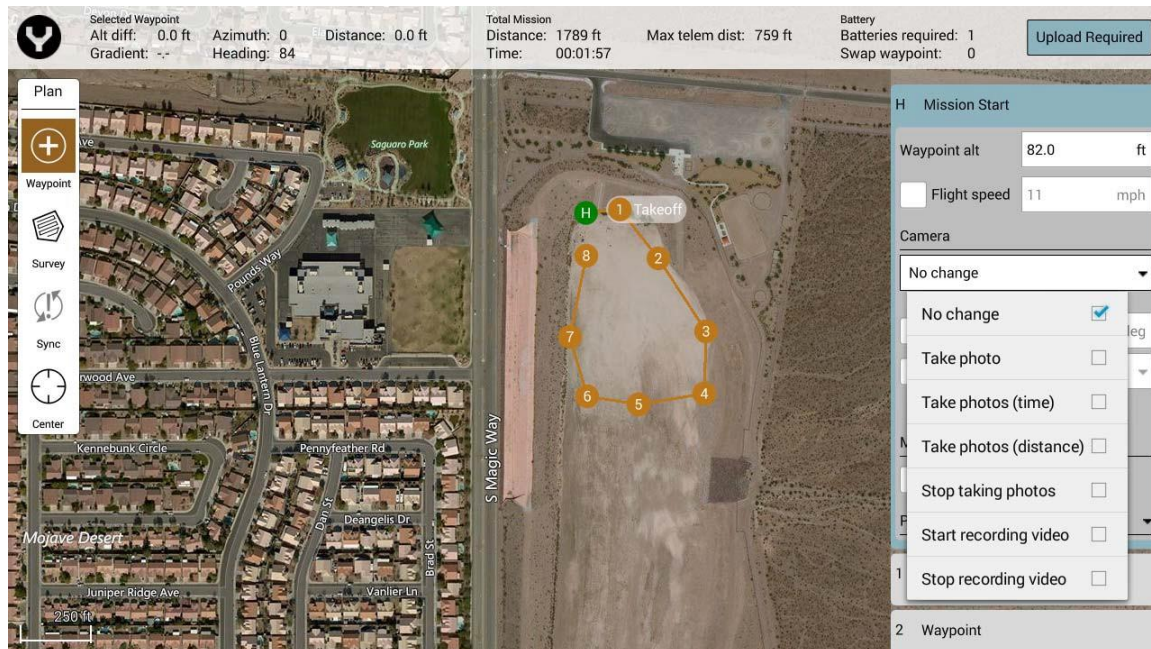 Selected Waypoint
Alt diff: 0.0 ft Azimuth: 0 Distance: 0.0 ft
Gradient: -.- Heading: 84
Total Mission
Distance: 1789 ft Max telem dist: 759 ft
Time: 00:01:57
Battery
Batteries required: 1
Swap waypoint: 0
Upload Required
Plan
Waypoint
Survey
Sync
Center
Ave
Saguaro Park
Pounds Way
Blue Lantern Dr
rwood Ave
Kennebunk Circle
Pennyfeather Rd
Dan St
Deangelis Dr
Brad St
Mojave Desert
Juniper Ridge Ave
Vanlier Ln
250 ft
S Magic Way
H
1 Takeoff
2
3
4
5
6
7
8
H Mission Start
Waypoint alt 82.0 ft
Flight speed 11 mph
Camera
No change
No change
Take photo
Take photos (time)
Take photos (distance)
Stop taking photos
Start recording video
Stop recording video
deg
1
2 Waypoint